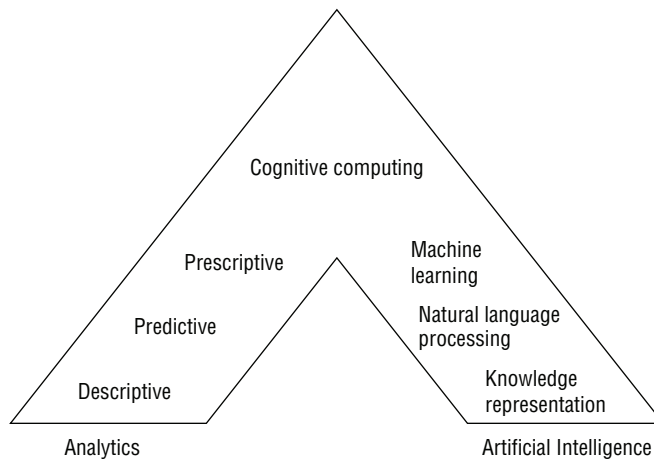 Cognitive computing
Prescriptive
Machine
learning
Predictive
Natural language
processing
Descriptive
Knowledge
representation
Analytics
Artificial Intelligence